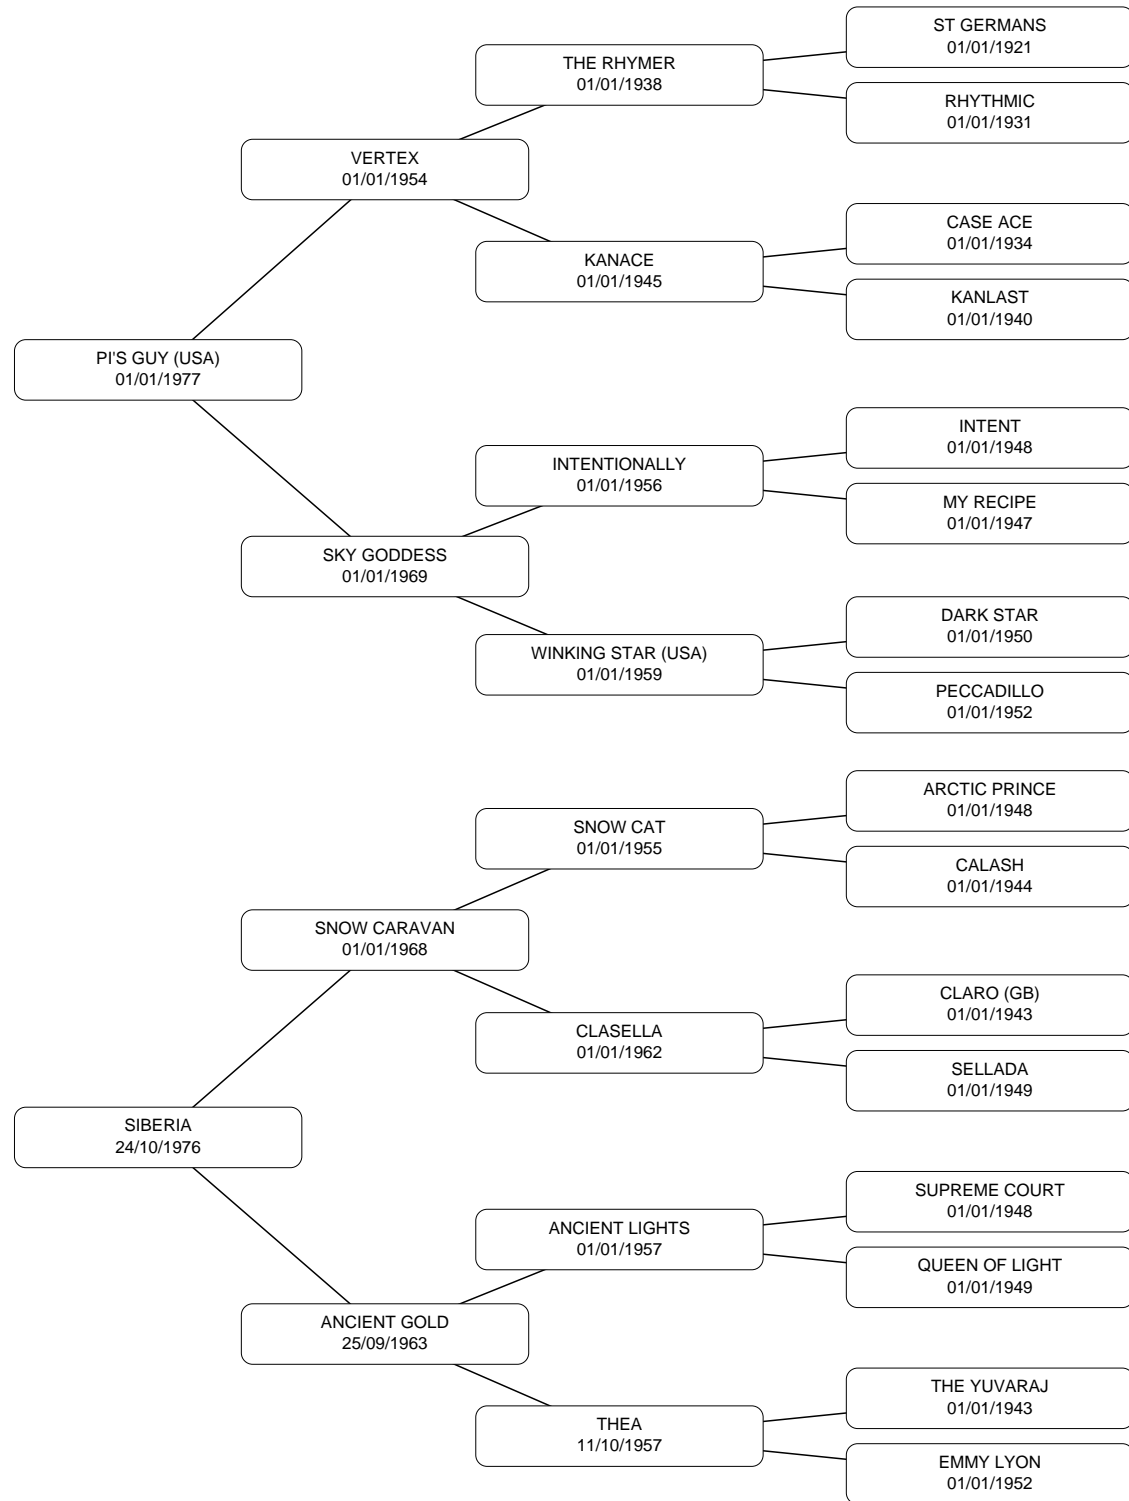 ST GERMANS
01/01/1921
THE RHYMER
01/01/1938
RHYTHMIC
01/01/1931
VERTEX
01/01/1954
CASE ACE
01/01/1934
KANACE
01/01/1945
KANLAST
01/01/1940
PI'S GUY (USA)
01/01/1977
INTENT
01/01/1948
INTENTIONALLY
01/01/1956
MY RECIPE
01/01/1947
SKY GODDESS
01/01/1969
DARK STAR
01/01/1950
WINKING STAR (USA)
01/01/1959
PECCADILLO
01/01/1952
ARCTIC PRINCE
01/01/1948
SNOW CAT
01/01/1955
CALASH
01/01/1944
SNOW CARAVAN
01/01/1968
CLARO (GB)
01/01/1943
CLASELLA
01/01/1962
SELLADA
01/01/1949
SIBERIA
24/10/1976
SUPREME COURT
01/01/1948
ANCIENT LIGHTS
01/01/1957
QUEEN OF LIGHT
01/01/1949
ANCIENT GOLD
25/09/1963
THE YUVARAJ
01/01/1943
THEA
11/10/1957
EMMY LYON
01/01/1952